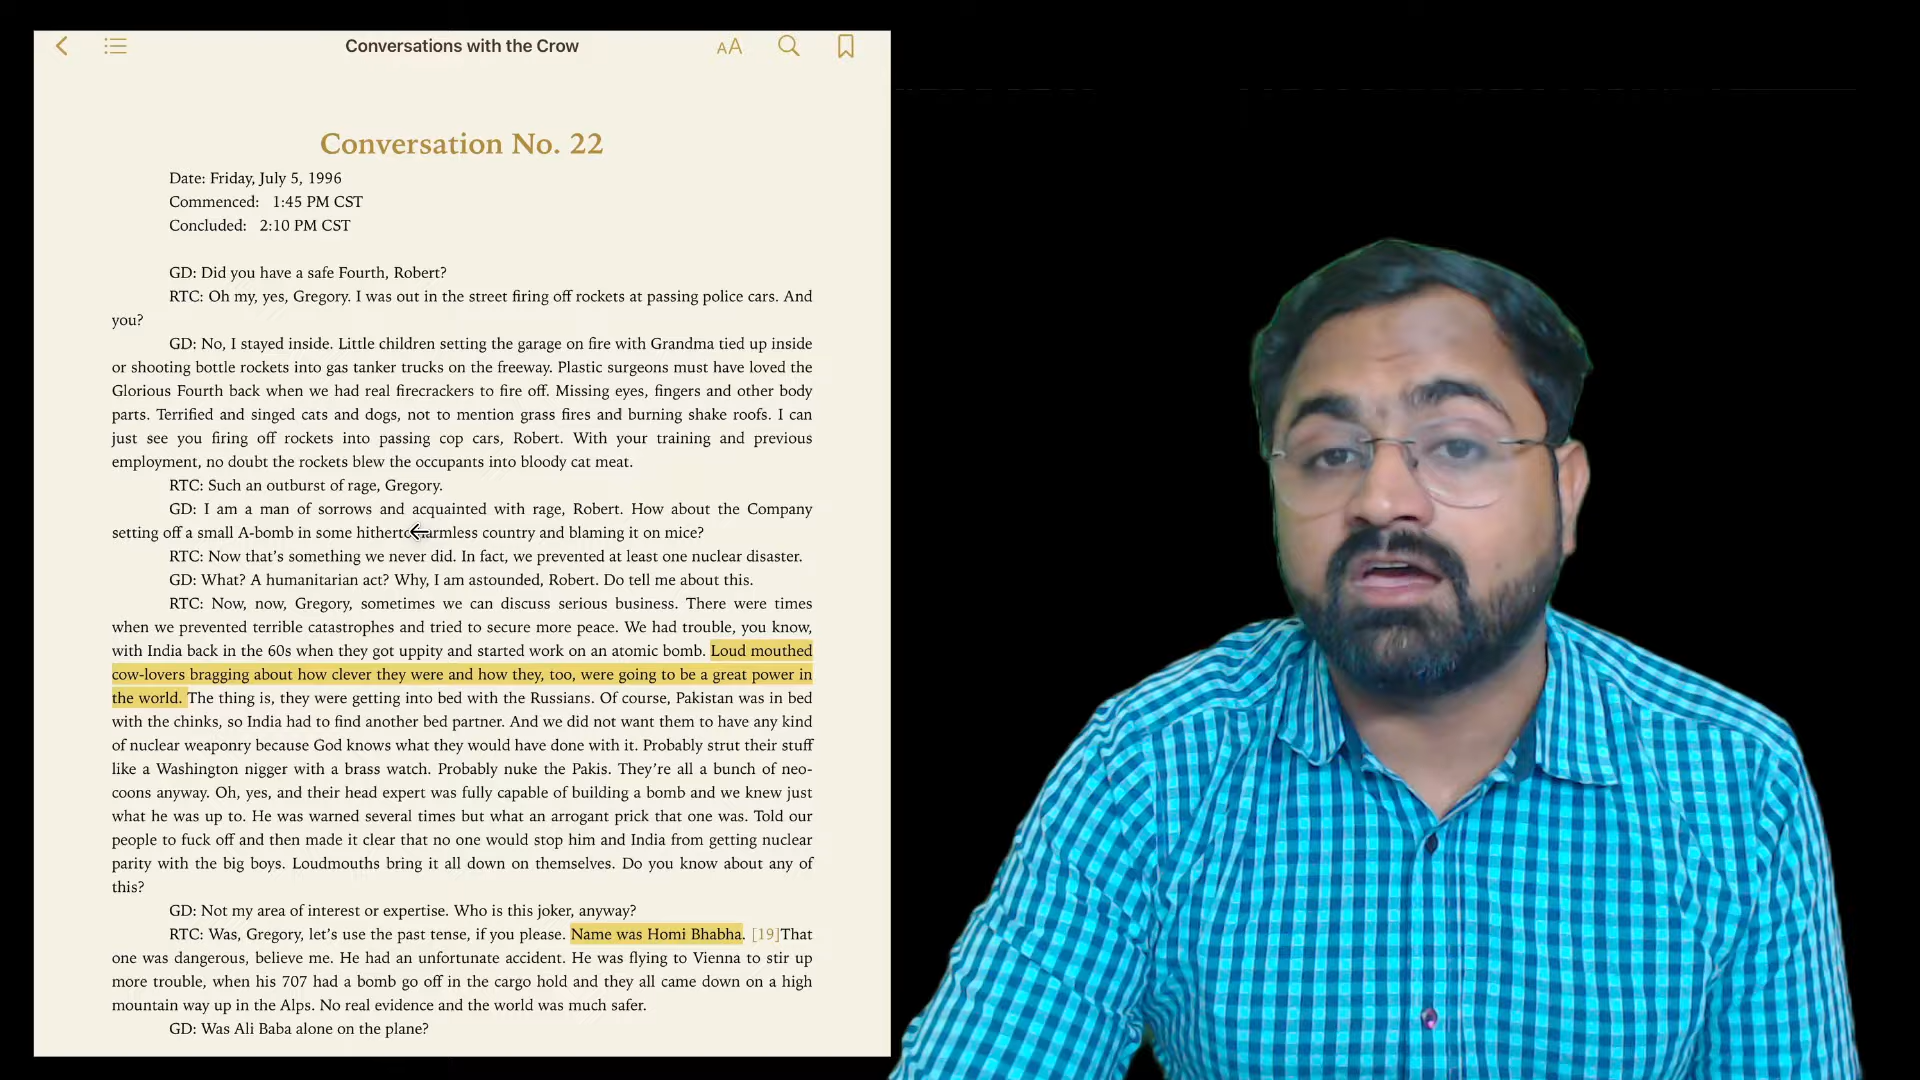 Conversations with the Crow
AA
Conversation No. 22
Date: Friday, July 5, 1996
Commenced: 1:45 PM CST
Concluded: 2:10 PM CST
GD: Did you have a safe Fourth, Robert?
RTC: Oh my, yes, Gregory. I was out in the street firing off rockets at passing police cars. And
you?
GD: No, I stayed inside. Little children setting the garage on fire with Grandma tied up inside
or shooting bottle rockets into gas tanker trucks on the freeway. Plastic surgeons must have loved the
Glorious Fourth back when we had real firecrackers to fire off. Missing eyes, fingers and other body
parts. Terrified and singed cats and dogs, not to mention grass fires and burning shake roofs. I can
just see you firing off rockets into passing cop cars, Robert. With your training and previous
employment, no doubt the rockets blew the occupants into bloody cat meat.
RTC: Such an outburst of rage, Gregory.
GD: I am a man of sorrows and acquainted with rage, Robert. How about the Company
setting off a small A-bomb in some hitherto harmless country and blaming it on mice?
RTC: Now that's something we never did. In fact, we prevented at least one nuclear disaster.
GD: What? A humanitarian act? Why, I am astounded, Robert. Do tell me about this.
RTC: Now, now, Gregory, sometimes we can discuss serious business. There were times
when we prevented terrible catastrophes and tried to secure more peace. We had trouble, you know,
with India back in the 60s when they got uppity and started work on an atomic bomb. Loud mouthed
cow-lovers bragging about how clever they were and how they, too, were going to be a great power in
the world. The thing is, they were getting into bed with the Russians. Of course, Pakistan was in bed
with the chinks, so India had to find another bed partner. And we did not want them to have any kind
of nuclear weaponry because God knows what they would have done with it. Probably strut their stuff
like a Washington nigger with a brass watch. Probably nuke the Pakis. They're all a bunch of neo-
coons anyway. Oh, yes, and their head expert was fully capable of building a bomb and we knew just
what he was up to. He was warned several times but what an arrogant prick that one was. Told our
people to fuck off and then made it clear that no one would stop him and India from getting nuclear
parity with the big boys. Loudmouths bring it all down on themselves. Do you know about any of
this?
GD: Not my area of interest or expertise. Who is this joker, anyway?
RTC: Was, Gregory, let's use the past tense, if you please. Name was Homi Bhabha. [19]That
one was dangerous, believe me. He had an unfortunate accident. He was flying to Vienna to stir up
more trouble, when his 707 had a bomb go off in the cargo hold and they all came down on a high
mountain way up in the Alps. No real evidence and the world was much safer.
GD: Was Ali Baba alone on the plane?